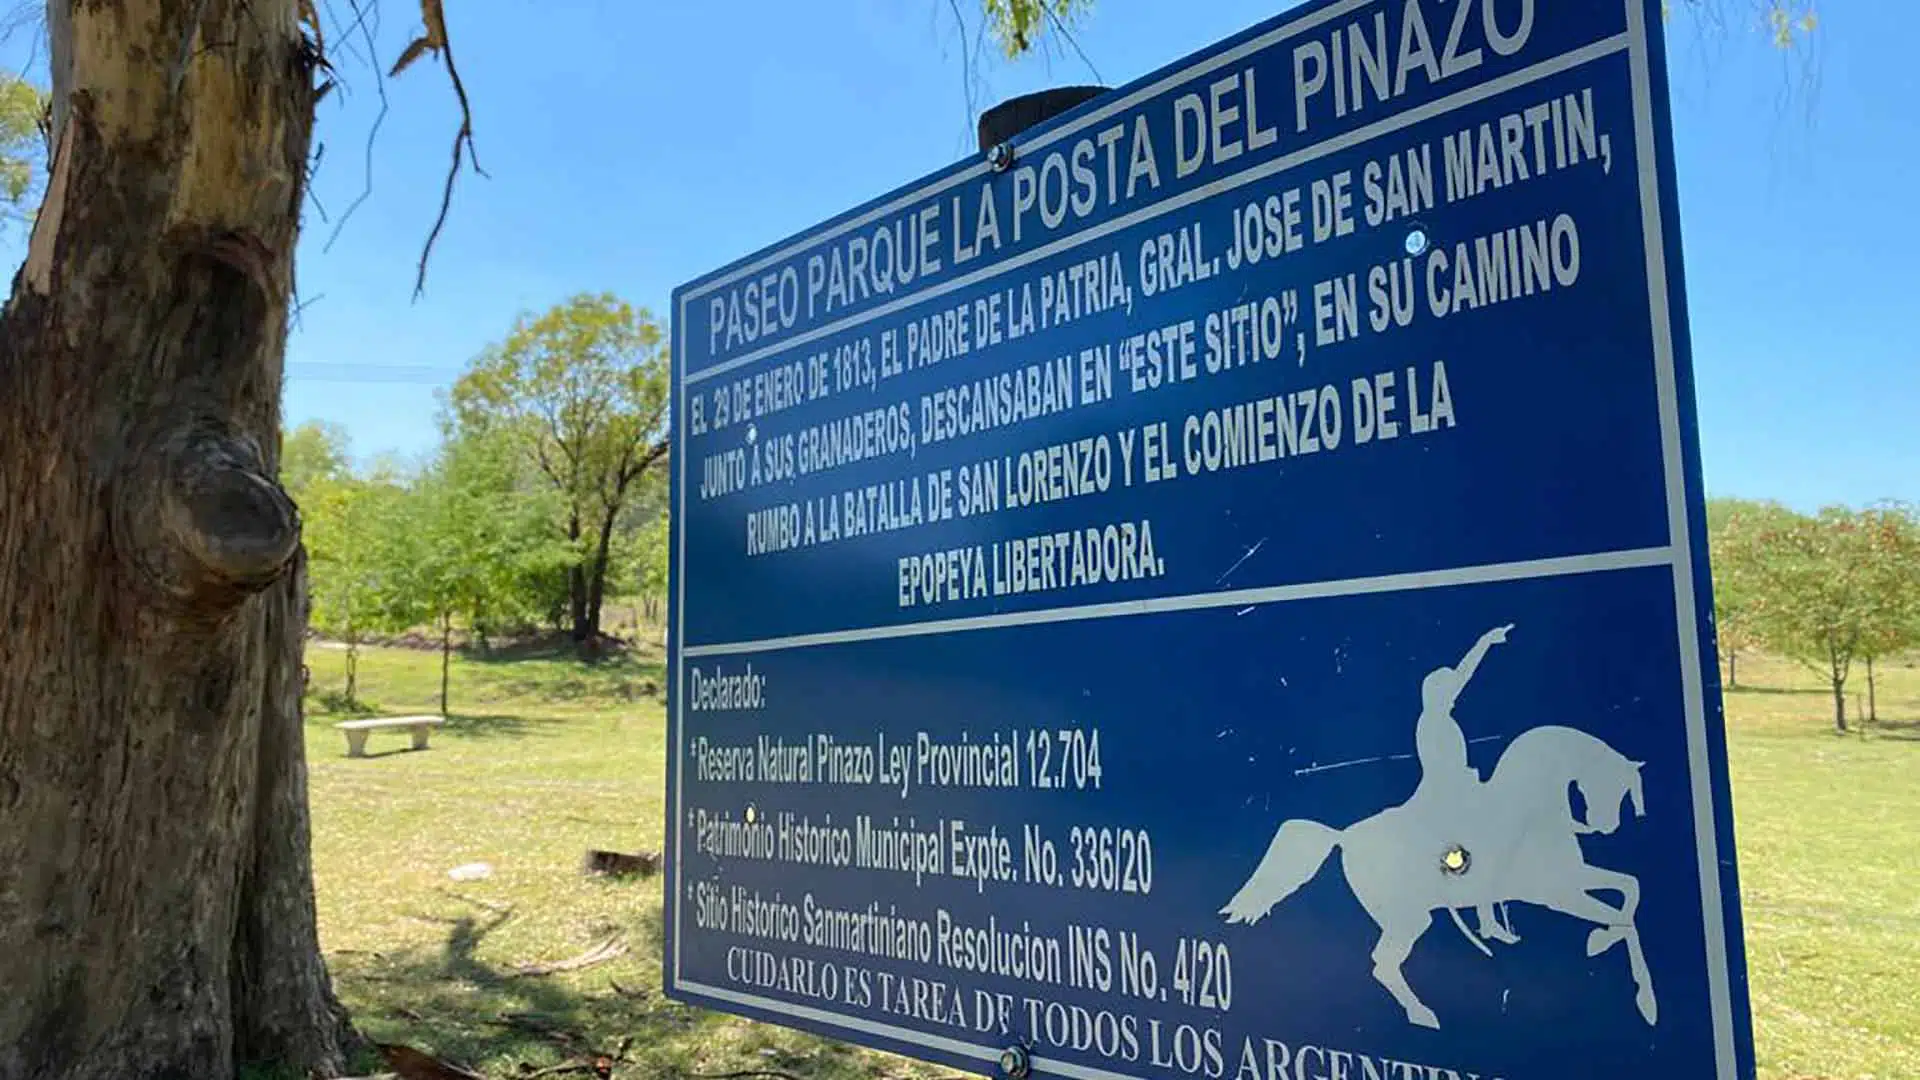 PASEO PARQUE LA POSTA DEL PINAZO
EL 29 DE ENERO DE 1813, EL PADRE DE LA PATRIA, GRAL. JOSE DE SAN MARTIN,
JUNTO A SUS GRANADEROS, DESCANSABAN EN “ESTE SITIO”, EN SU CAMINO
RUMBO A LA BATALLA DE SAN LORENZO Y EL COMIENZO DE LA
EPOPEYA LIBERTADORA.
Declarado:
*Reserva Natural Pinazo Ley Provincial 12.704
* Patrimonio Historico Municipal Expte. No. 336/20
* Sitio Historico Sanmartiniano Resolucion INS No. 4/20
CUIDARLO ES TAREA DE TODOS LOS ARGENTIN